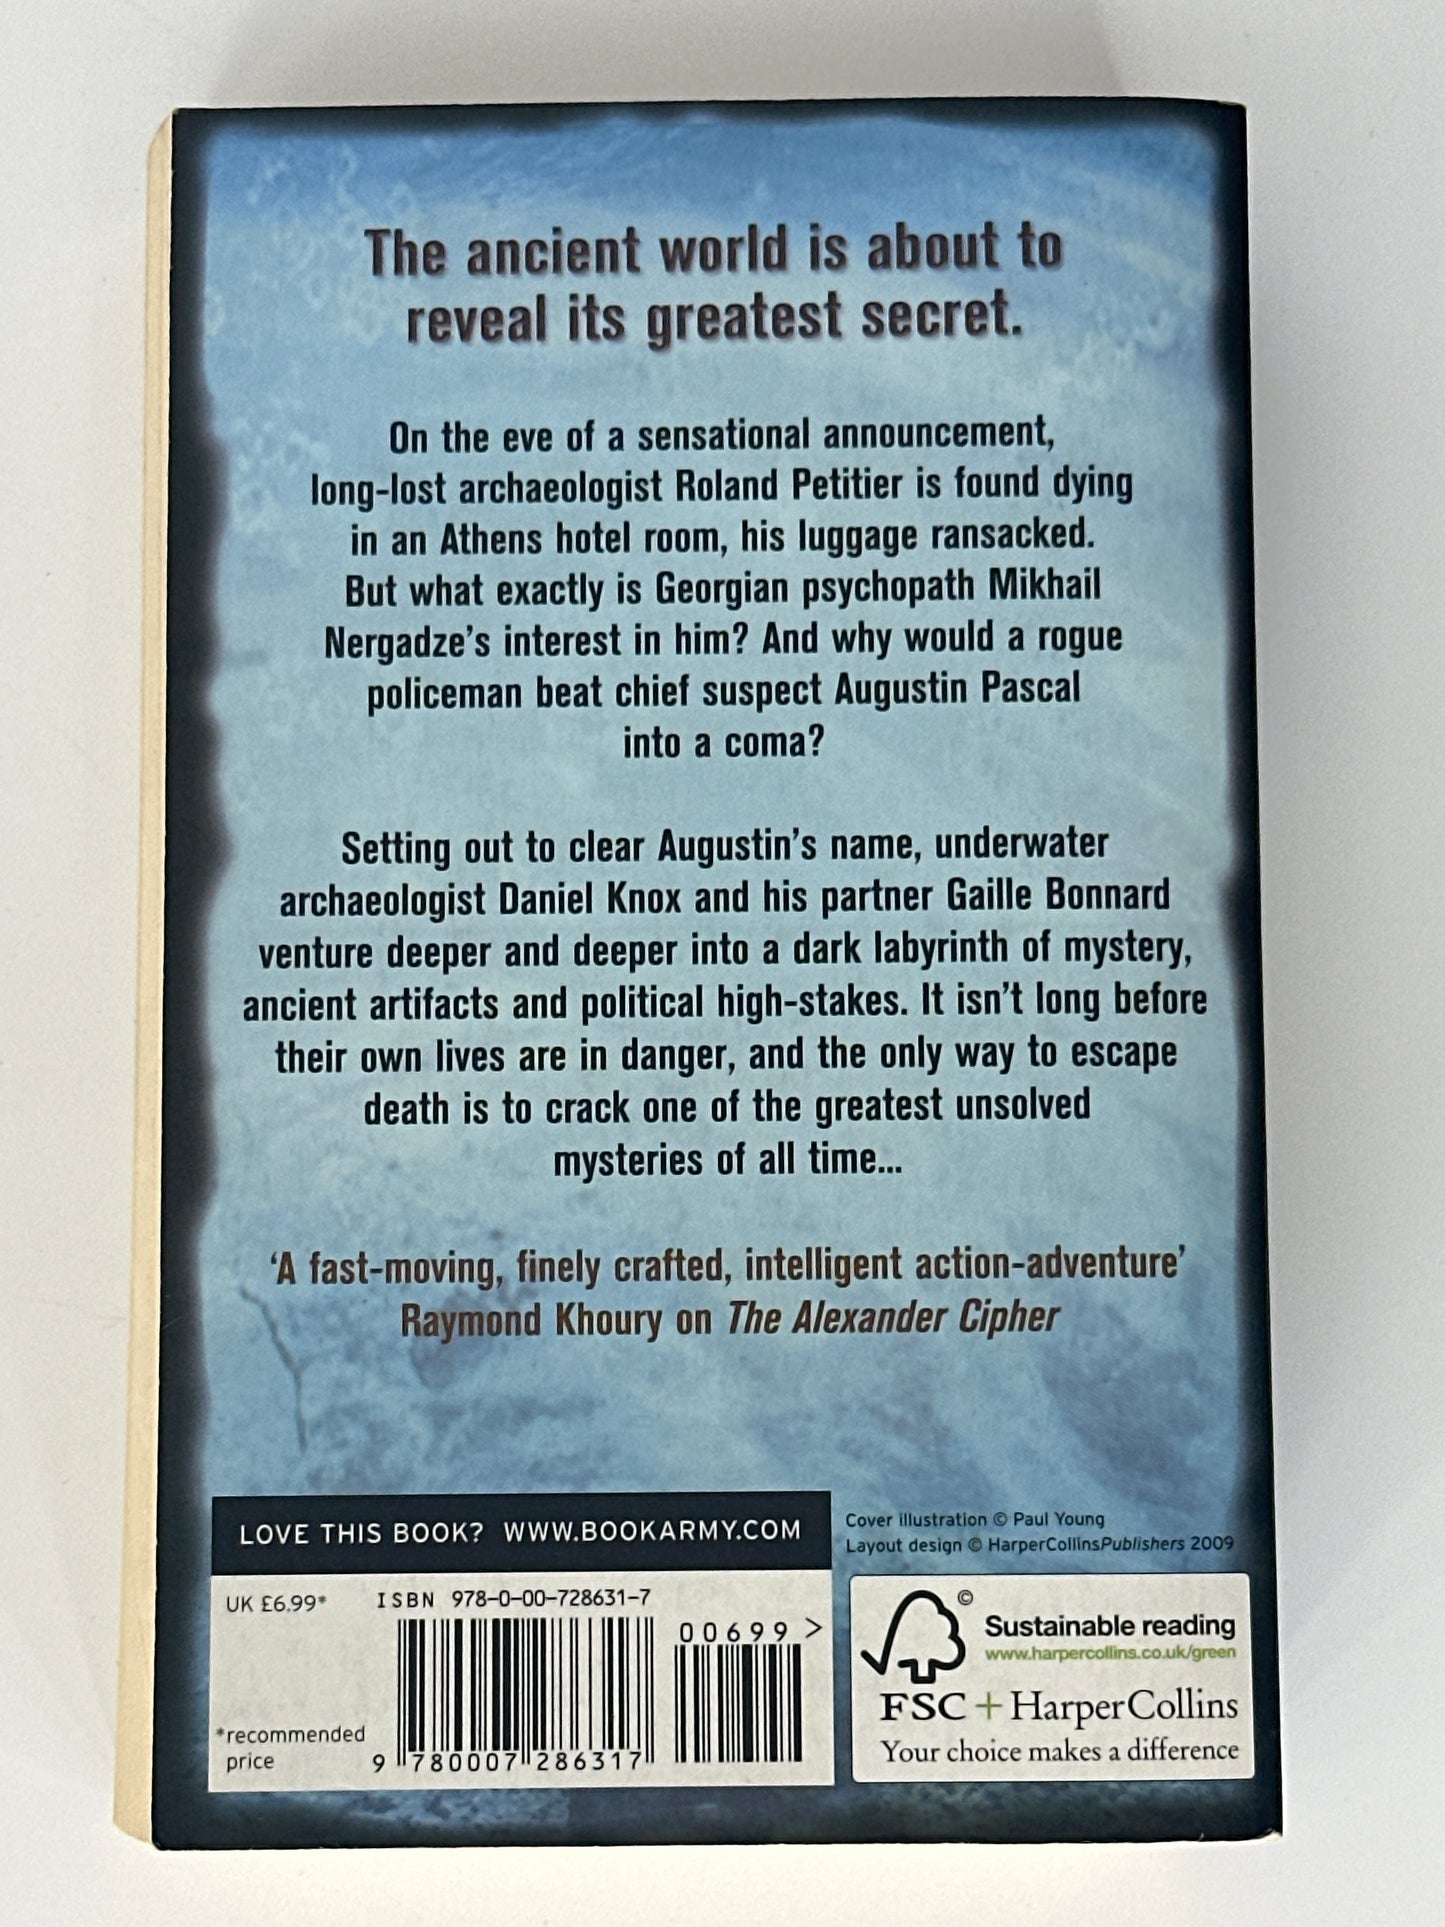 The ancient world is about to
reveal its greatest secret.
On the eve of a sensational announcement,
long-lost archaeologist Roland Petitier is found dying
in an Athens hotel room, his luggage ransacked.
But what exactly is Georgian psychopath Mikhail
Nergadze's interest in him? And why would a rogue
policeman beat chief suspect Augustin Pascal
into a coma?
Setting out to clear Augustin's name, underwater
archaeologist Daniel Knox and his partner Gaille Bonnard
venture deeper and deeper into a dark labyrinth of mystery,
ancient artifacts and political high-stakes. It isn't long before
their own lives are in danger, and the only way to escape
death is to crack one of the greatest unsolved
mysteries of all time...
'A fast-moving, finely crafted, intelligent action-adventure'
Raymond Khoury on The Alexander Cipher
LOVE THIS BOOK? WWW.BOOKARMY.COM
Cover illustration © Paul Young
Layout design © HarperCollinsPublishers 2009
UK £6.99*
ISBN 978-0-00-728631-7
00699 >
*recommended
price
9 780007 286317
©
Sustainable reading
www.harpercollins.co.uk/green
FSC + HarperCollins
Your choice makes a difference